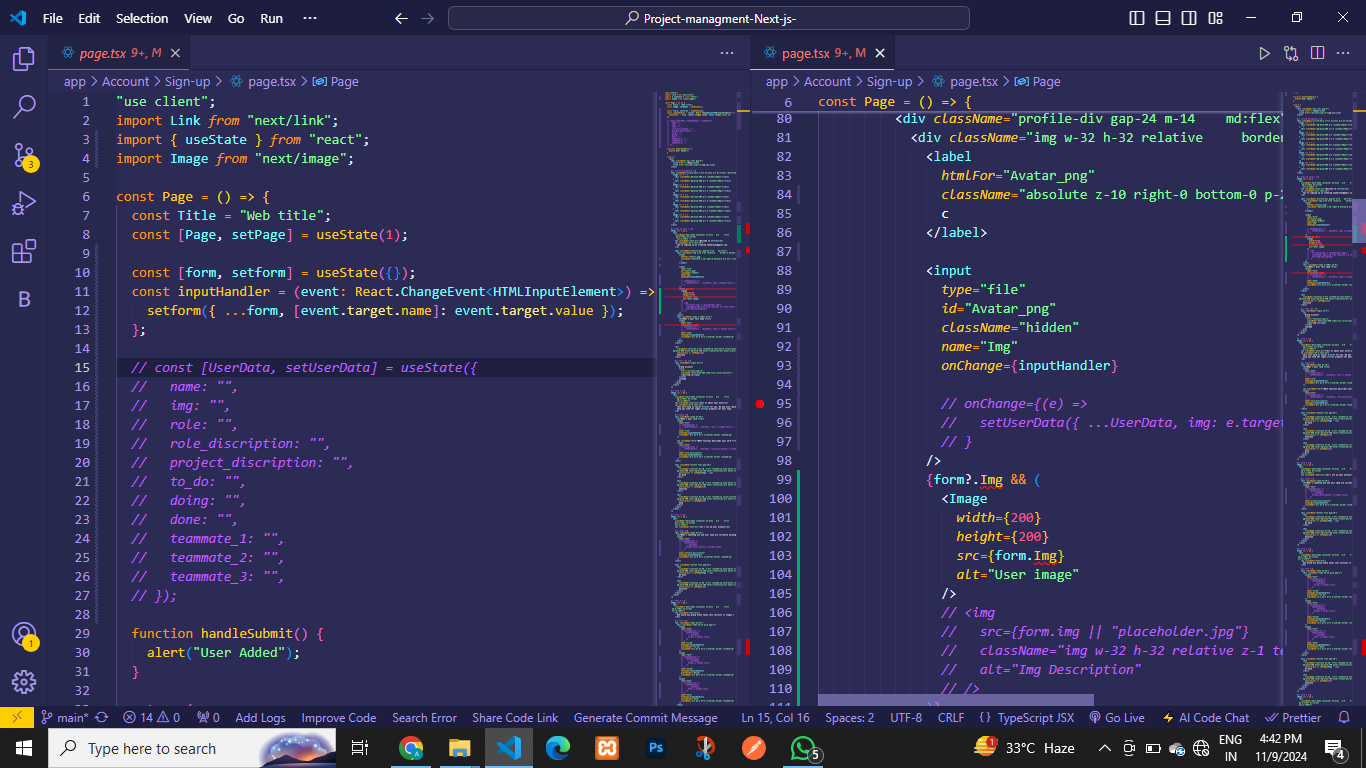 File Edit Selection View Go Run ···
Project-managment-Next-js-
page.tsx 9+, M
app > Account > Sign-up > page.tsx > Page
1 "use client";
2 import Link from "next/link";
3 import { useState } from "react";
4 import Image from "next/image";
5
6 const Page = () => {
7 const Title = "Web title";
8 const [Page, setPage] = useState(1);
9
10 const [form, setform] = useState({});
11 const inputHandler = (event: React.ChangeEvent<HTMLInputElement>) =>
12 setform({ ...form, [event.target.name]: event.target.value });
13 };
14
15 // const [UserData, setUserData] = useState({
16 // name: "",
17 // img: "",
18 // role: "",
19 // role_discription: "",
20 // project_discription: "",
21 // to_do: "",
22 // doing: "",
23 // done: "",
24 // teammate_1: "",
25 // teammate_2: "",
26 // teammate_3: "",
27 // });
28
29 function handleSubmit() {
30 alert("User Added");
31 }
32
page.tsx 9+, M
app > Account > Sign-up > page.tsx > Page
6 const Page = () => {
80 <div className="profile-div gap-24 m-14 md:flex"
81 <div className="img w-32 h-32 relative border
82 <label
83 htmlFor="Avatar_png"
84 className="absolute z-10 right-0 bottom-0 p-2
85 c
86 </label>
87
88 <input
89 type="file"
90 id="Avatar_png"
91 className="hidden"
92 name="Img"
93 onChange={inputHandler}
94
95 // onChange={(e) =>
96 // setUserData({ ...UserData, img: e.targe
97 // }
98 />
99 {form?.Img && (
100 <Image
101 width={200}
102 height={200}
103 src={form.Img}
104 alt="User image"
105 />
106 // <img
107 // src={form.img || "placeholder.jpg"}
108 // className="img w-32 h-32 relative z-1 te
109 // alt="Img Description"
110 // />
3
1
main* 14 0 0 Add Logs Improve Code Search Error Share Code Link Generate Commit Message Ln 15, Col 16 Spaces: 2 UTF-8 CRLF {} TypeScript JSX Go Live AI Code Chat Prettier
Type here to search
Ps
5
1
33°C Haze
ENG
IN
4:42 PM
11/9/2024
4